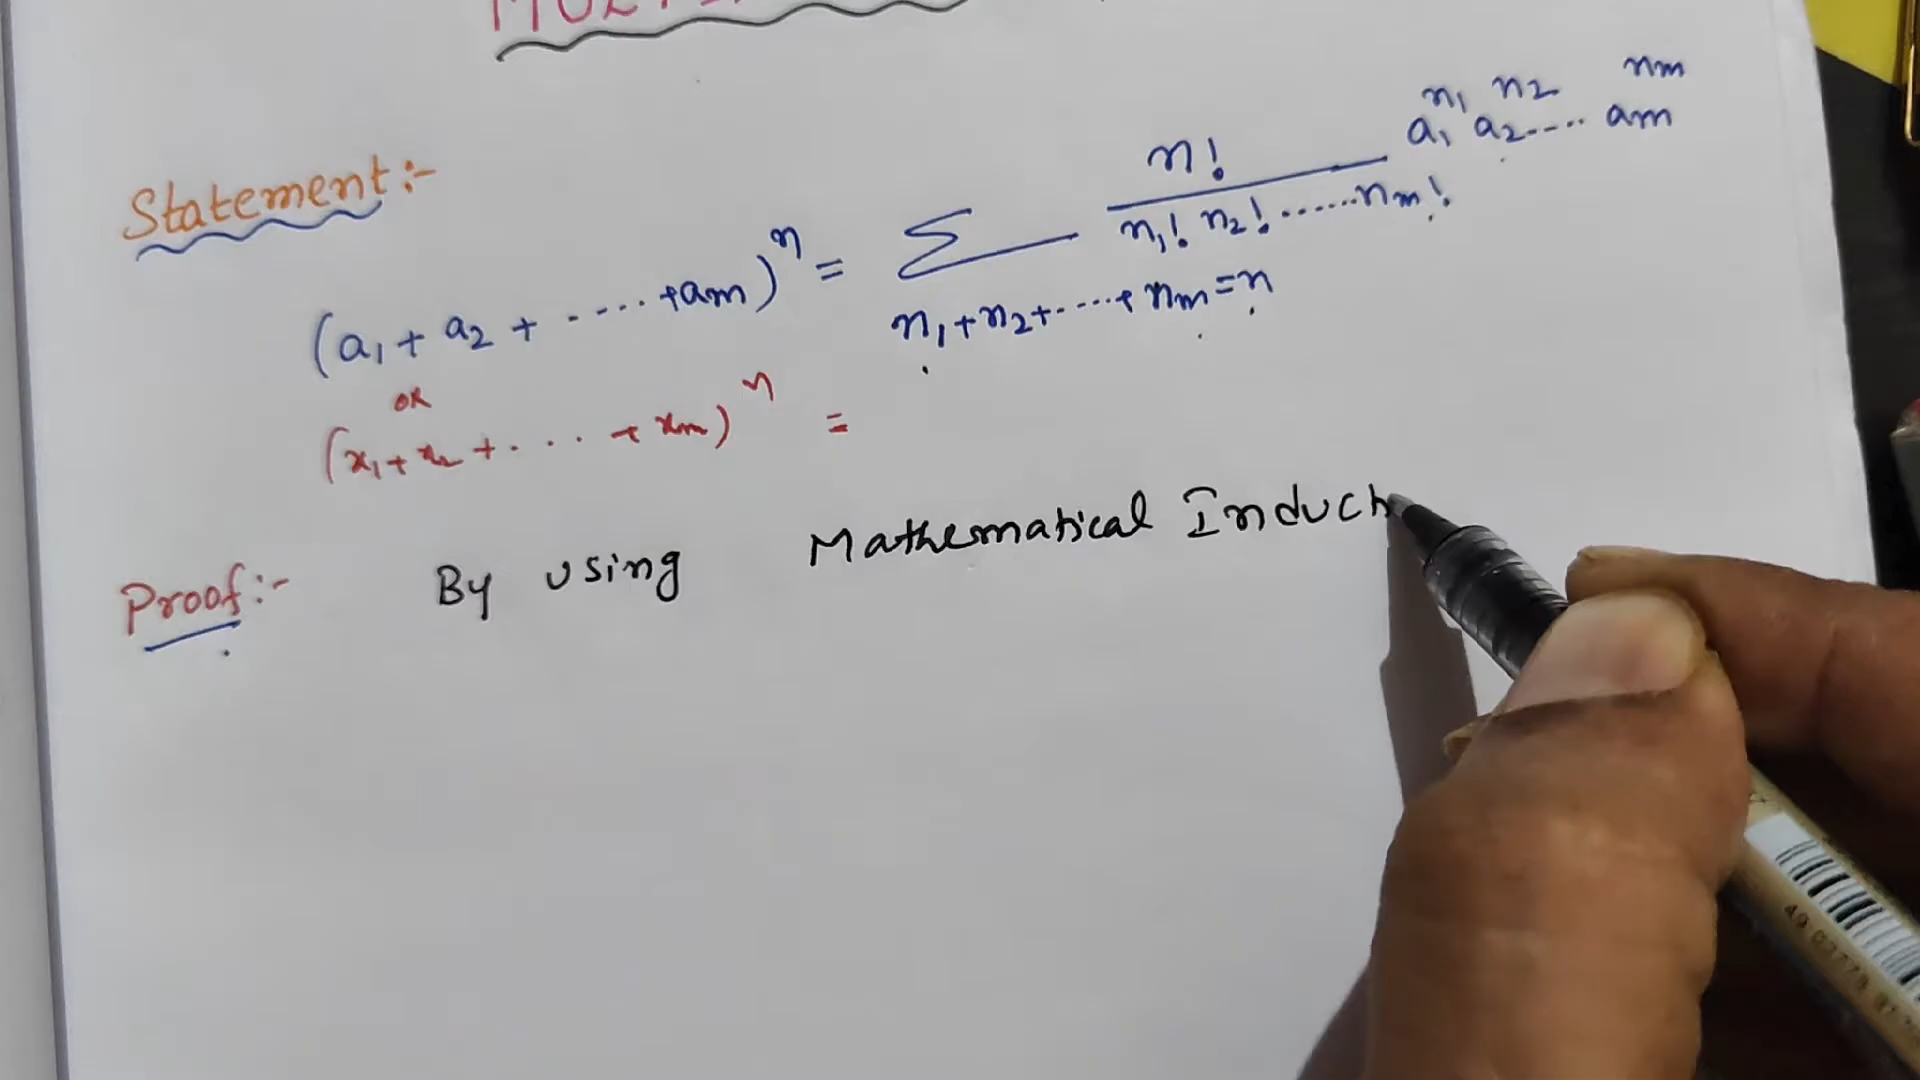 Statement:-
(a1 + a2 + ..... +am)^n = Σ n! / n1! n2! ...... nm! a1^n1 a2^n2 .... am^nm
n1+n2+....+nm=n
OR
(x1+x2+....+xm)^n =
Proof:- By using Mathematical Induct